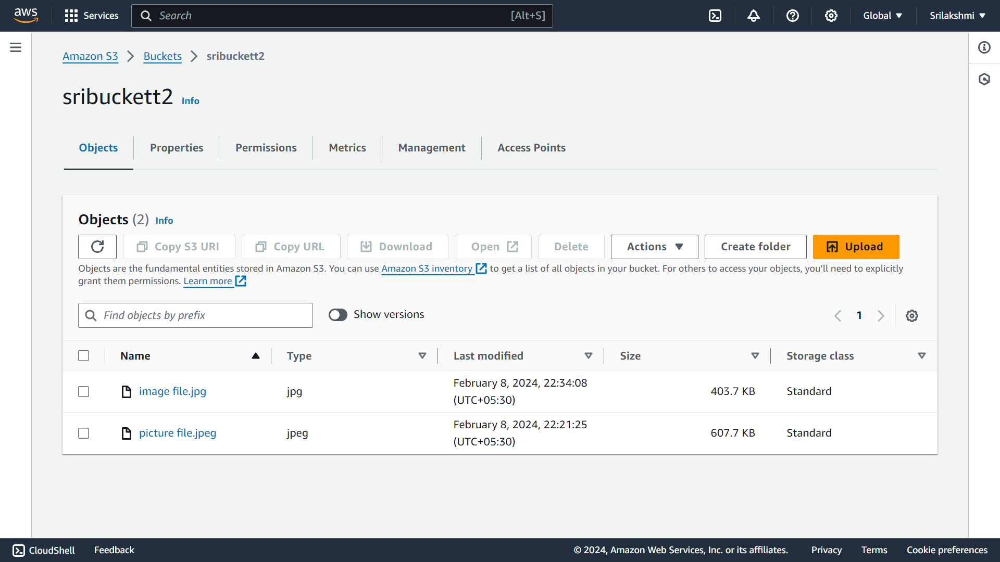 aws Services Search [Alt+S] Global Srilakshmi
Amazon S3 Buckets sribuckett2
sribuckett2 Info
Objects Properties Permissions Metrics Management Access Points
Objects (2) Info
Copy S3 URI Copy URL Download Open Delete Actions Create folder Upload
Objects are the fundamental entities stored in Amazon S3. You can use Amazon S3 inventory to get a list of all objects in your bucket. For others to access your objects, you’ll need to explicitly
grant them permissions. Learn more
Find objects by prefix Show versions 1
Name Type Last modified Size Storage class
image file.jpg jpg February 8, 2024, 22:34:08 403.7 KB Standard
(UTC+05:30)
picture file.jpeg jpeg February 8, 2024, 22:21:25 607.7 KB Standard
(UTC+05:30)
CloudShell Feedback © 2024, Amazon Web Services, Inc. or its affiliates. Privacy Terms Cookie preferences